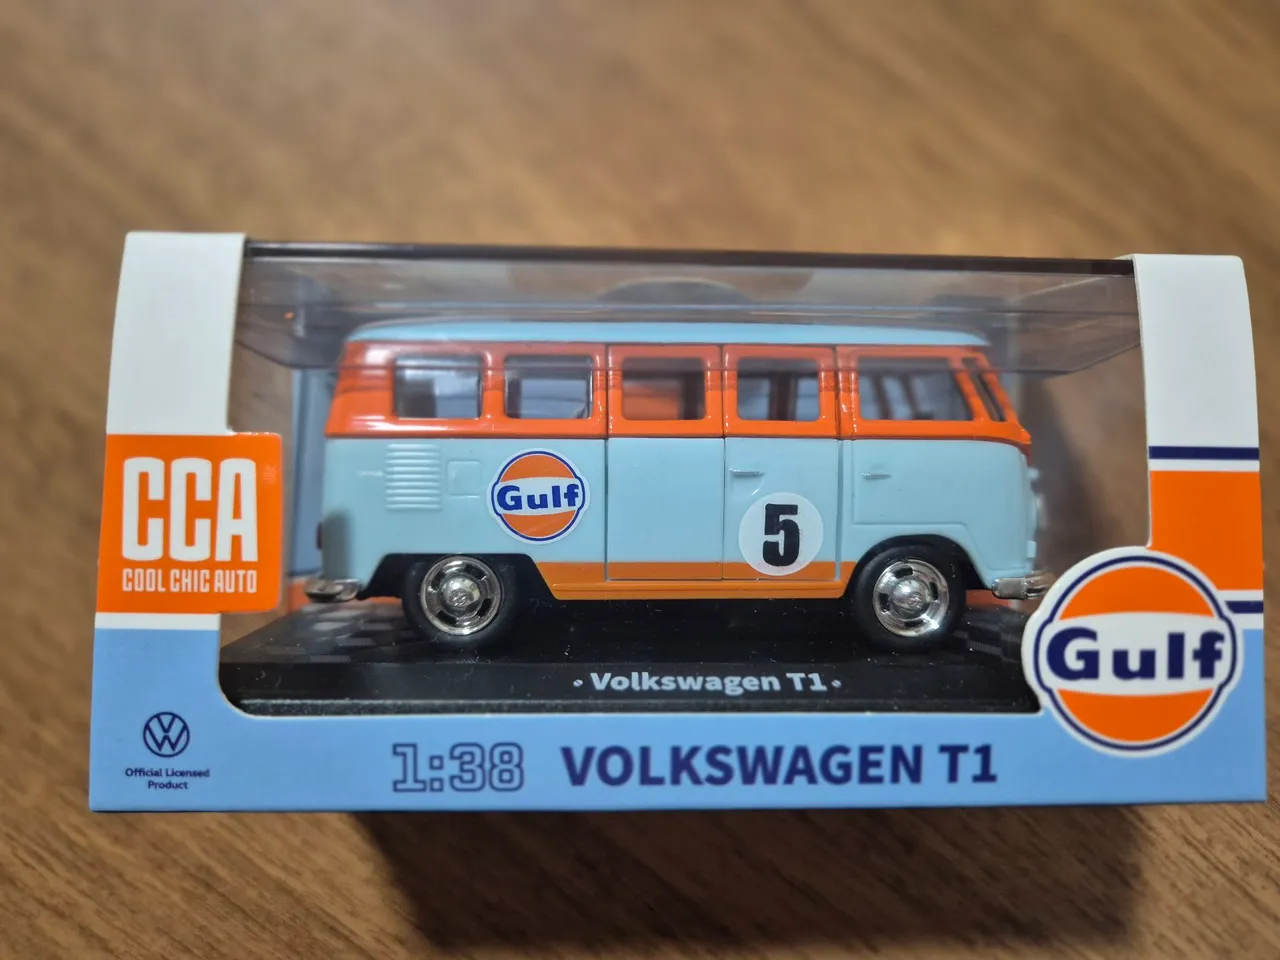 Gulf
5
CCA
COOL CHIC AUTO
• Volkswagen T1 •
Gulf
Official Licensed
Product
1:38 VOLKSWAGEN T1